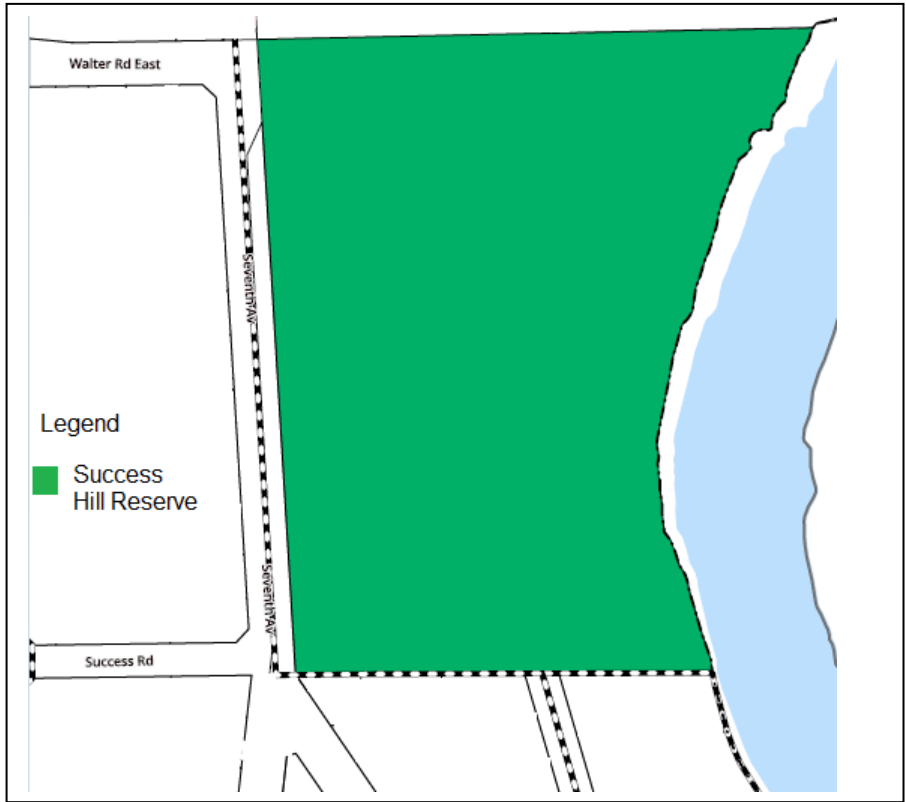 Walter Rd East
Seventh Av
Legend
Success
Hill Reserve
Seventh Av
Success Rd